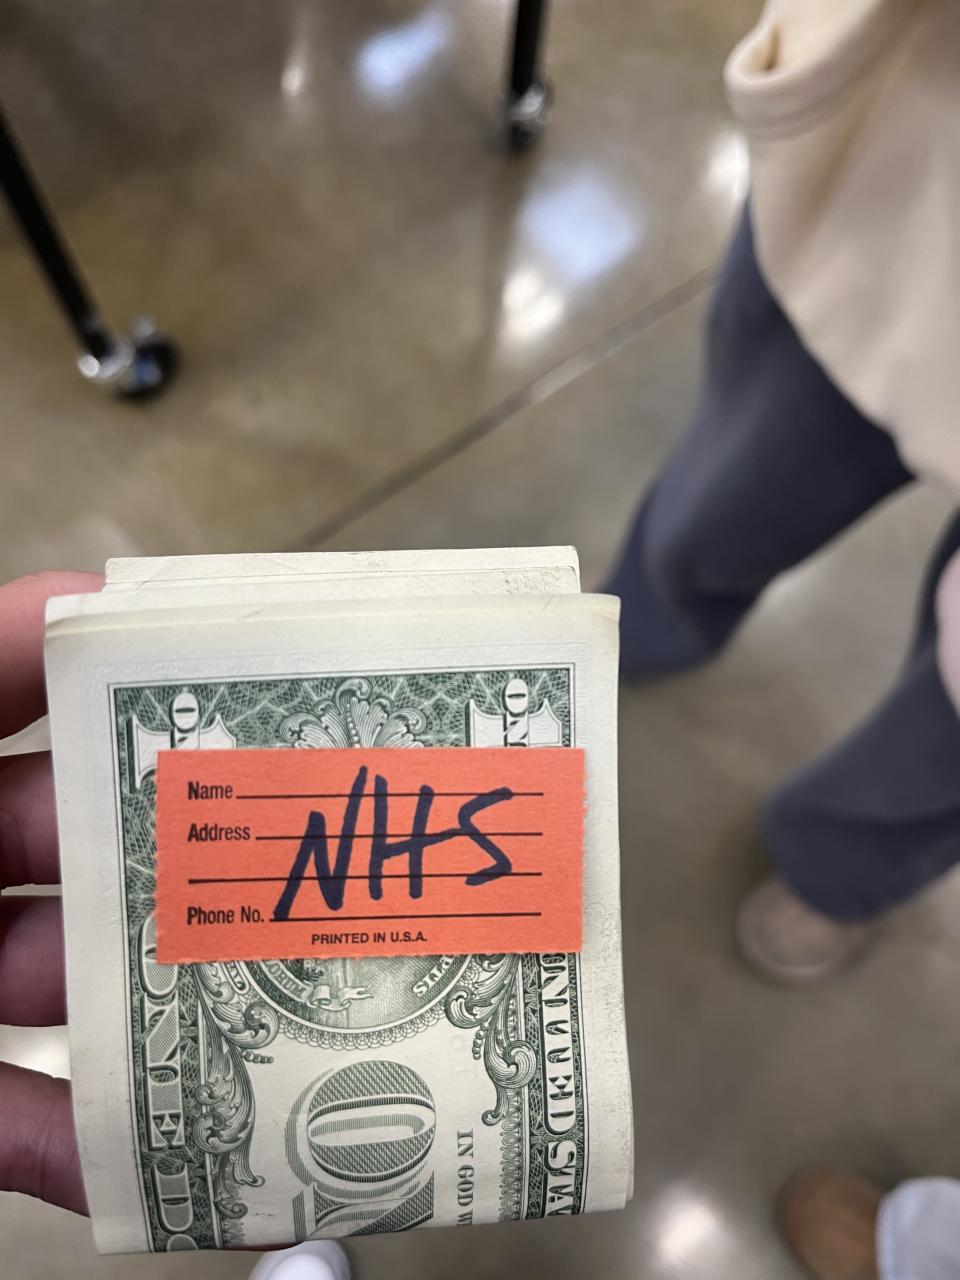 Name
Address
NHS
Phone No.
PRINTED IN U.S.A.
ONE
IN GOD